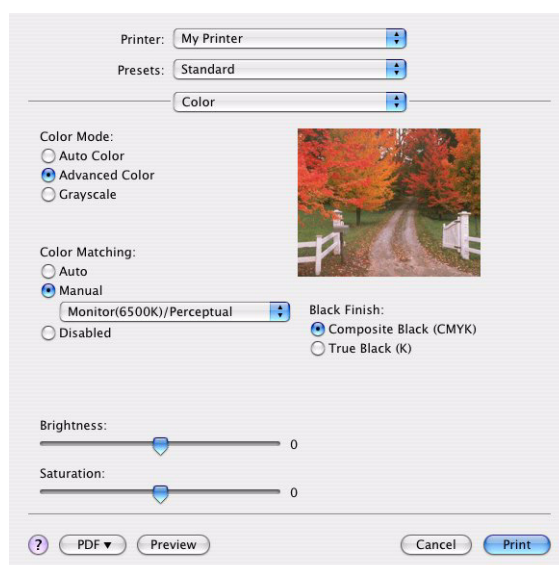 Printer: My Printer
Presets: Standard
Color
Color Mode:
Auto Color
Advanced Color
Grayscale
Color Matching:
Auto
Manual
Monitor(6500K)/Perceptual
Disabled
Black Finish:
Composite Black (CMYK)
True Black (K)
Brightness:
0
Saturation:
0
? PDF ▼ Preview Cancel Print